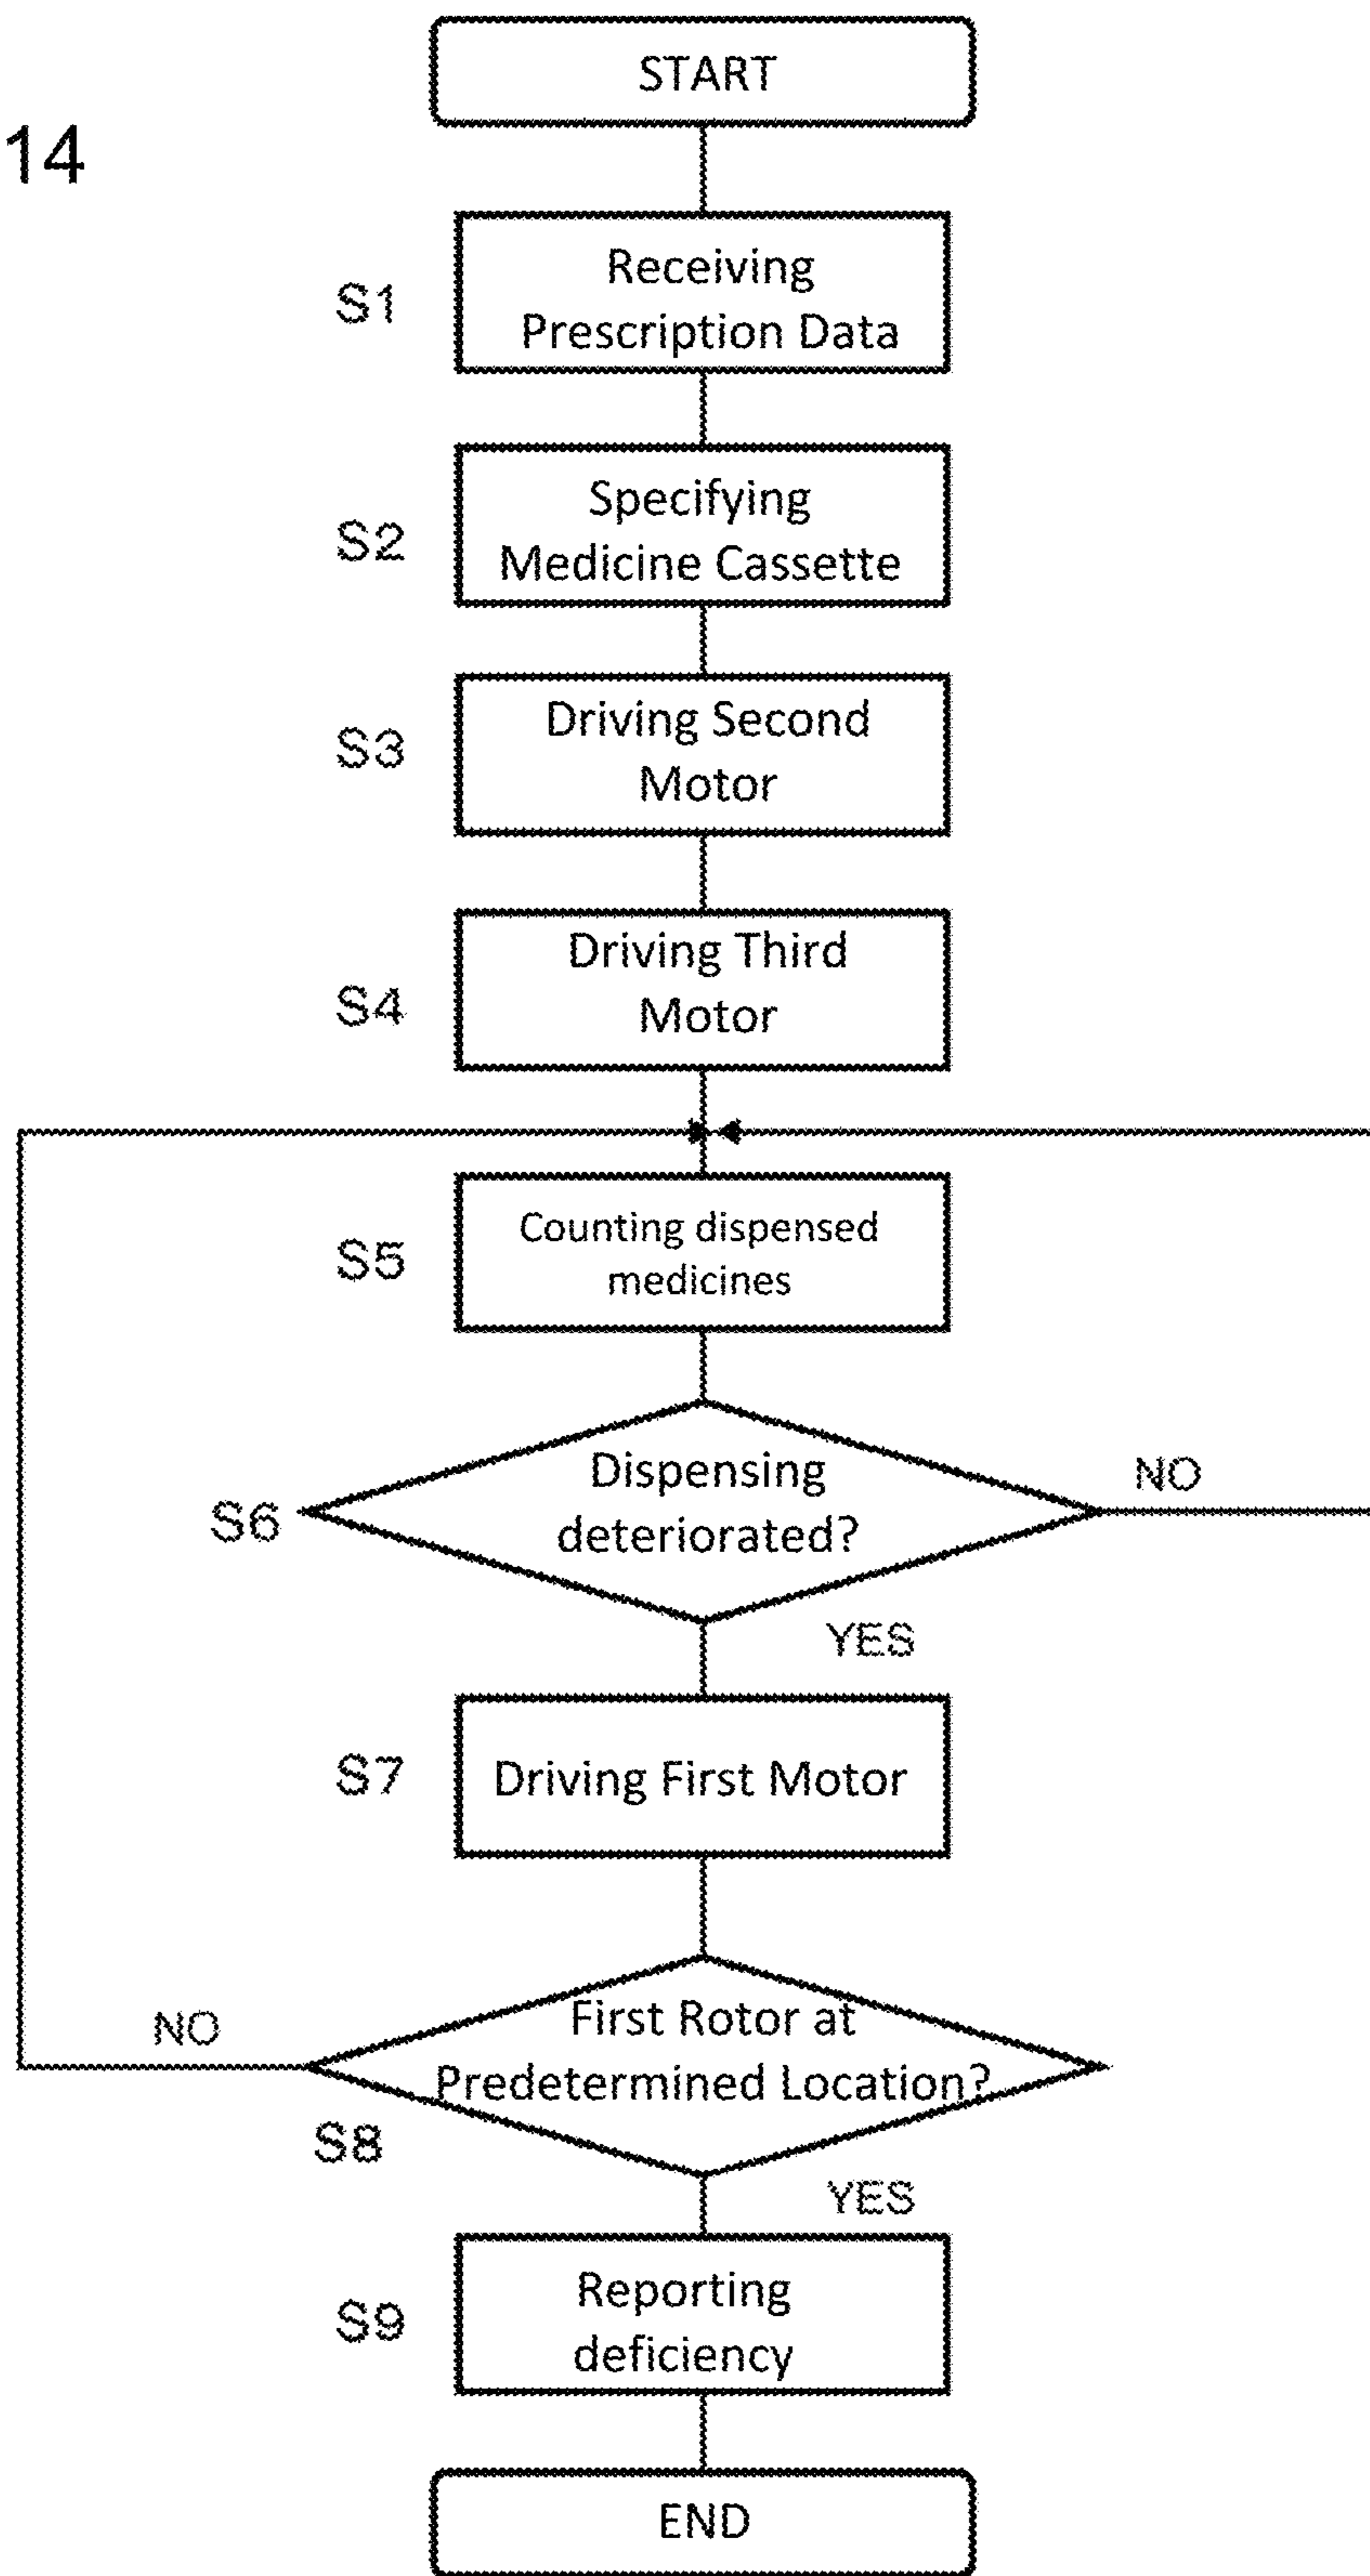 START
14
S1
Receiving
Prescription Data
S2
Specifying
Medicine Cassette
S3
Driving Second
Motor
S4
Driving Third
Motor
S5
Counting dispensed
medicines
S6
Dispensing
deteriorated?
NO
YES
S7
Driving First Motor
NO
First Rotor at
Predetermined Location?
S8
YES
S9
Reporting
deficiency
END